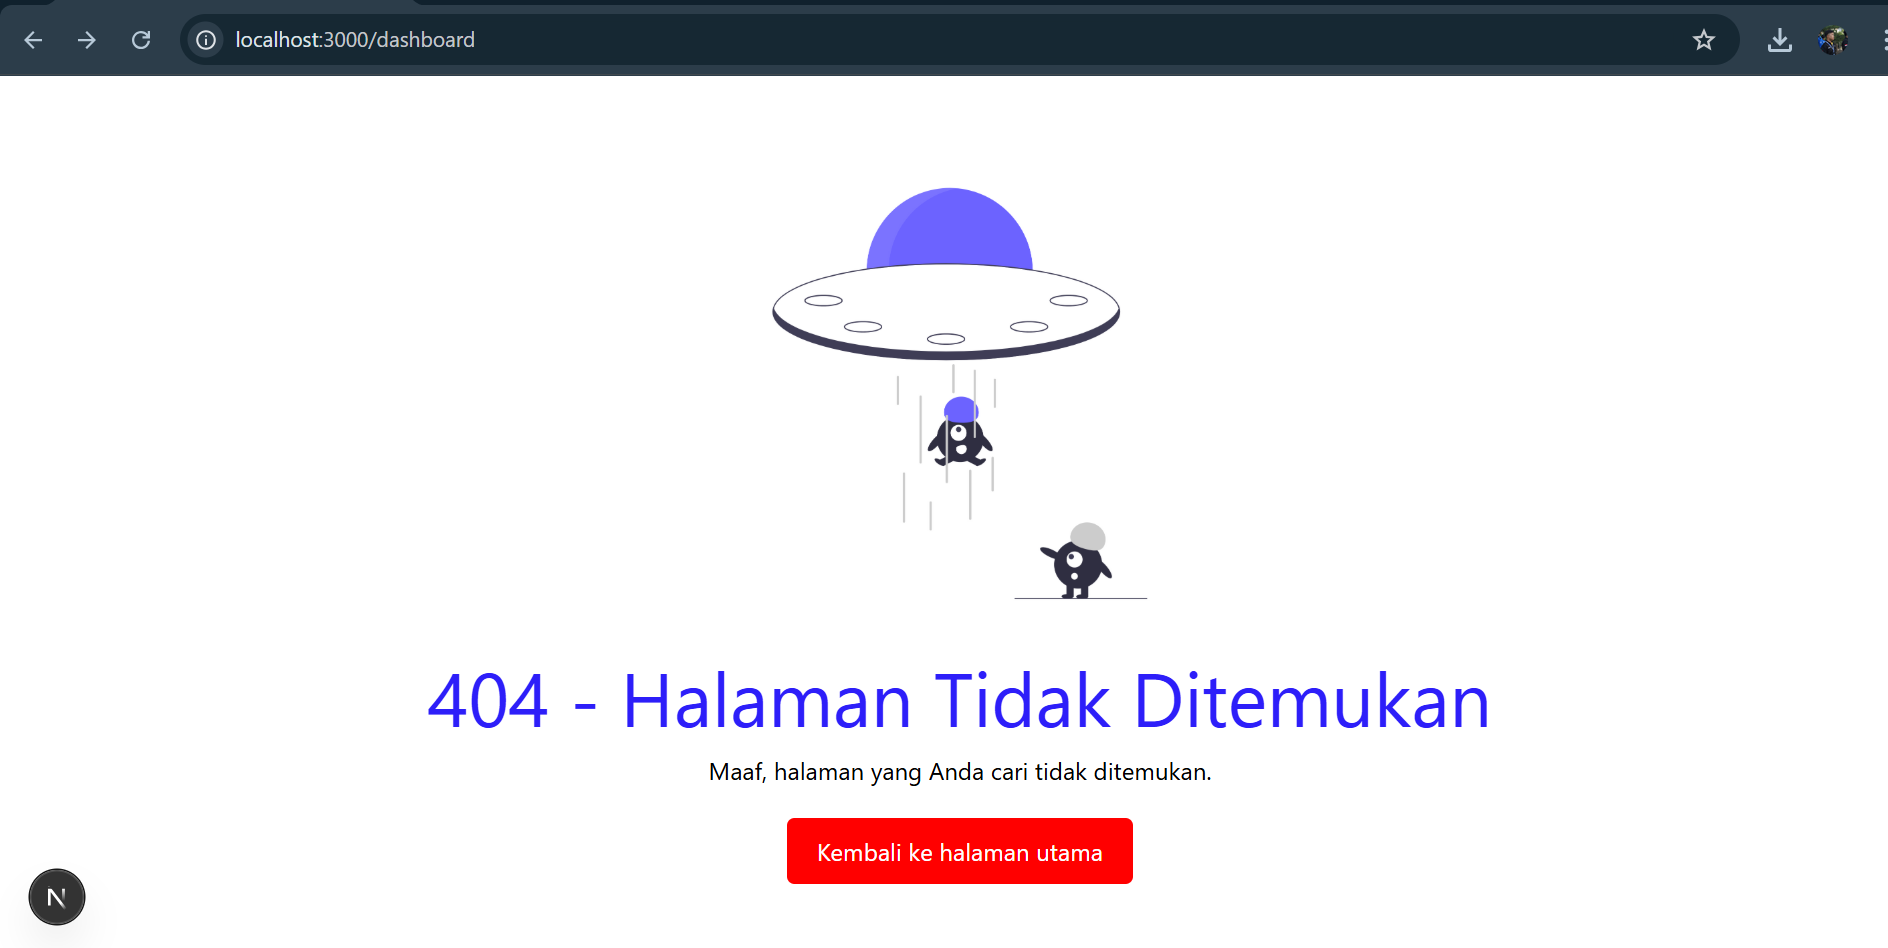 localhost:3000/dashboard
404 - Halaman Tidak Ditemukan
Maaf, halaman yang Anda cari tidak ditemukan.
Kembali ke halaman utama
N